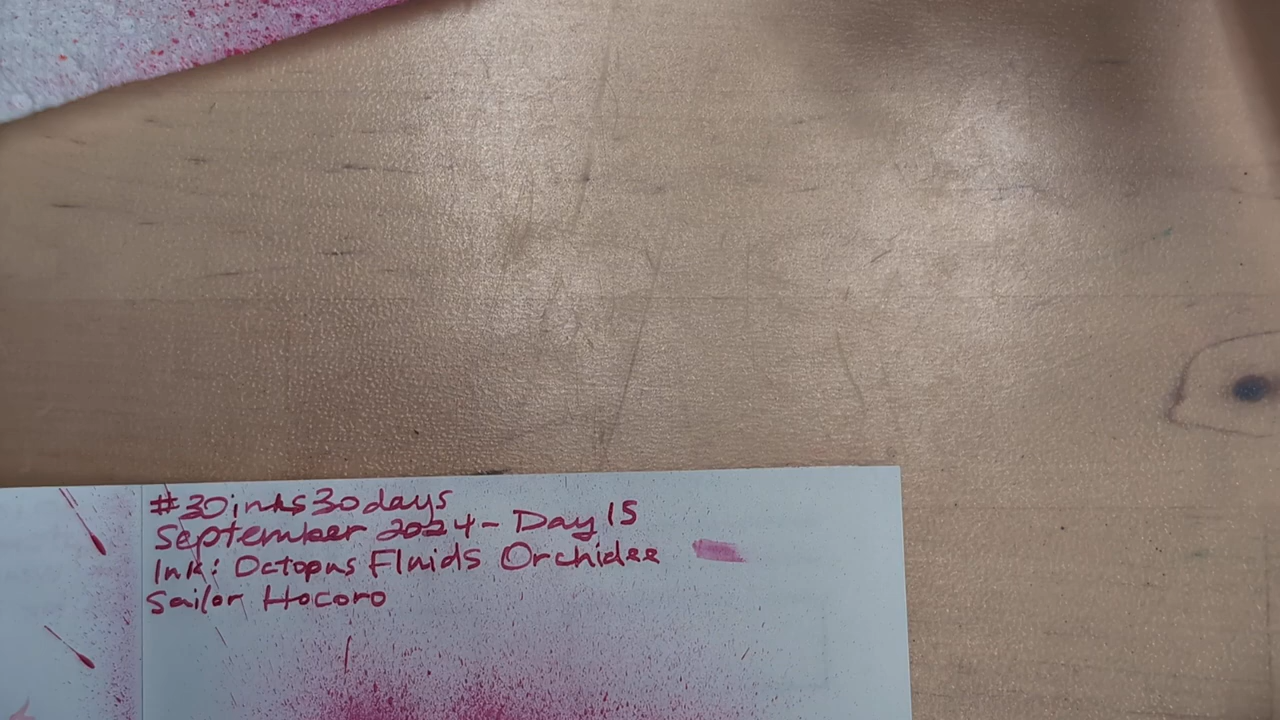 #30inks30days
September 2024 - Day 15
Ink: Octopus Fluids Orchidee
Sailor Hocoro